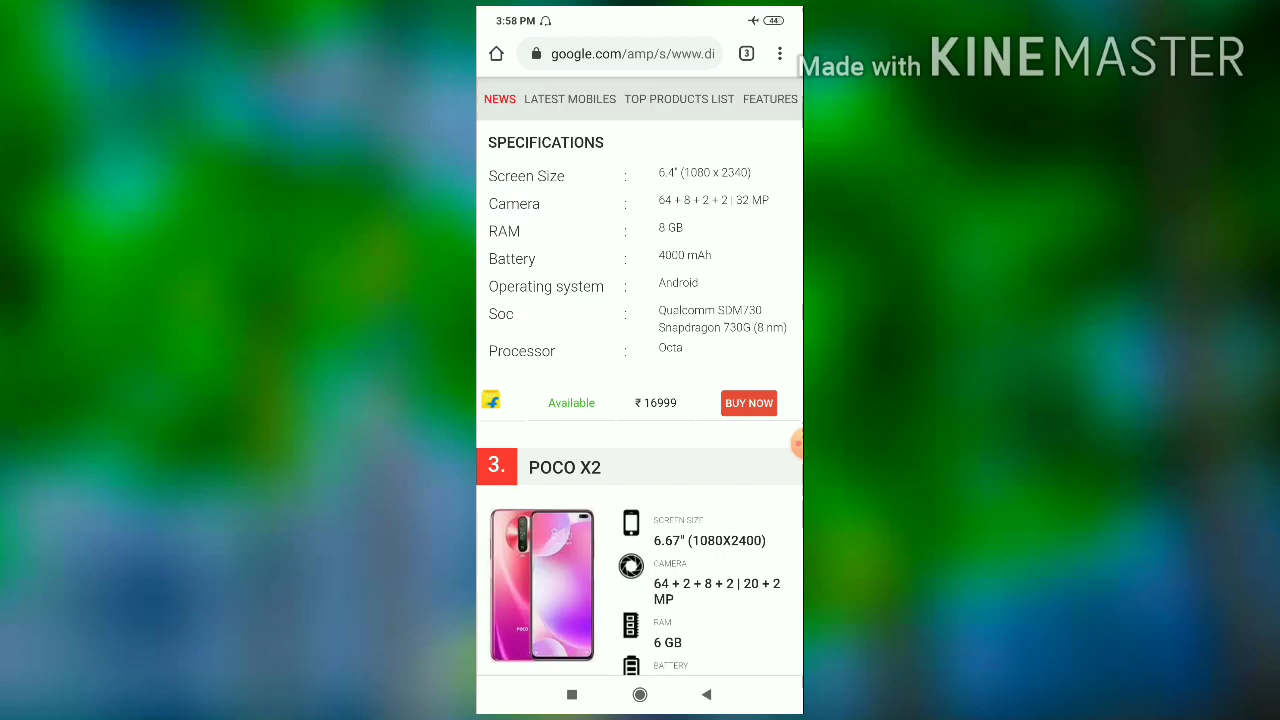 3:58 PM 44
google.com/amp/s/www.di 3
Made with KINEMASTER
NEWS LATEST MOBILES TOP PRODUCTS LIST FEATURES
SPECIFICATIONS
Screen Size : 6.4" (1080 x 2340)
Camera : 64 + 8 + 2 + 2 | 32 MP
RAM : 8 GB
Battery : 4000 mAh
Operating system : Android
Soc : Qualcomm SDM730
Snapdragon 730G (8 nm)
Processor : Octa
Available ₹ 16999 BUY NOW
3. POCO X2
SCREEN SIZE
6.67" (1080X2400)
CAMERA
64 + 2 + 8 + 2 | 20 + 2
MP
RAM
6 GB
BATTERY
POCO